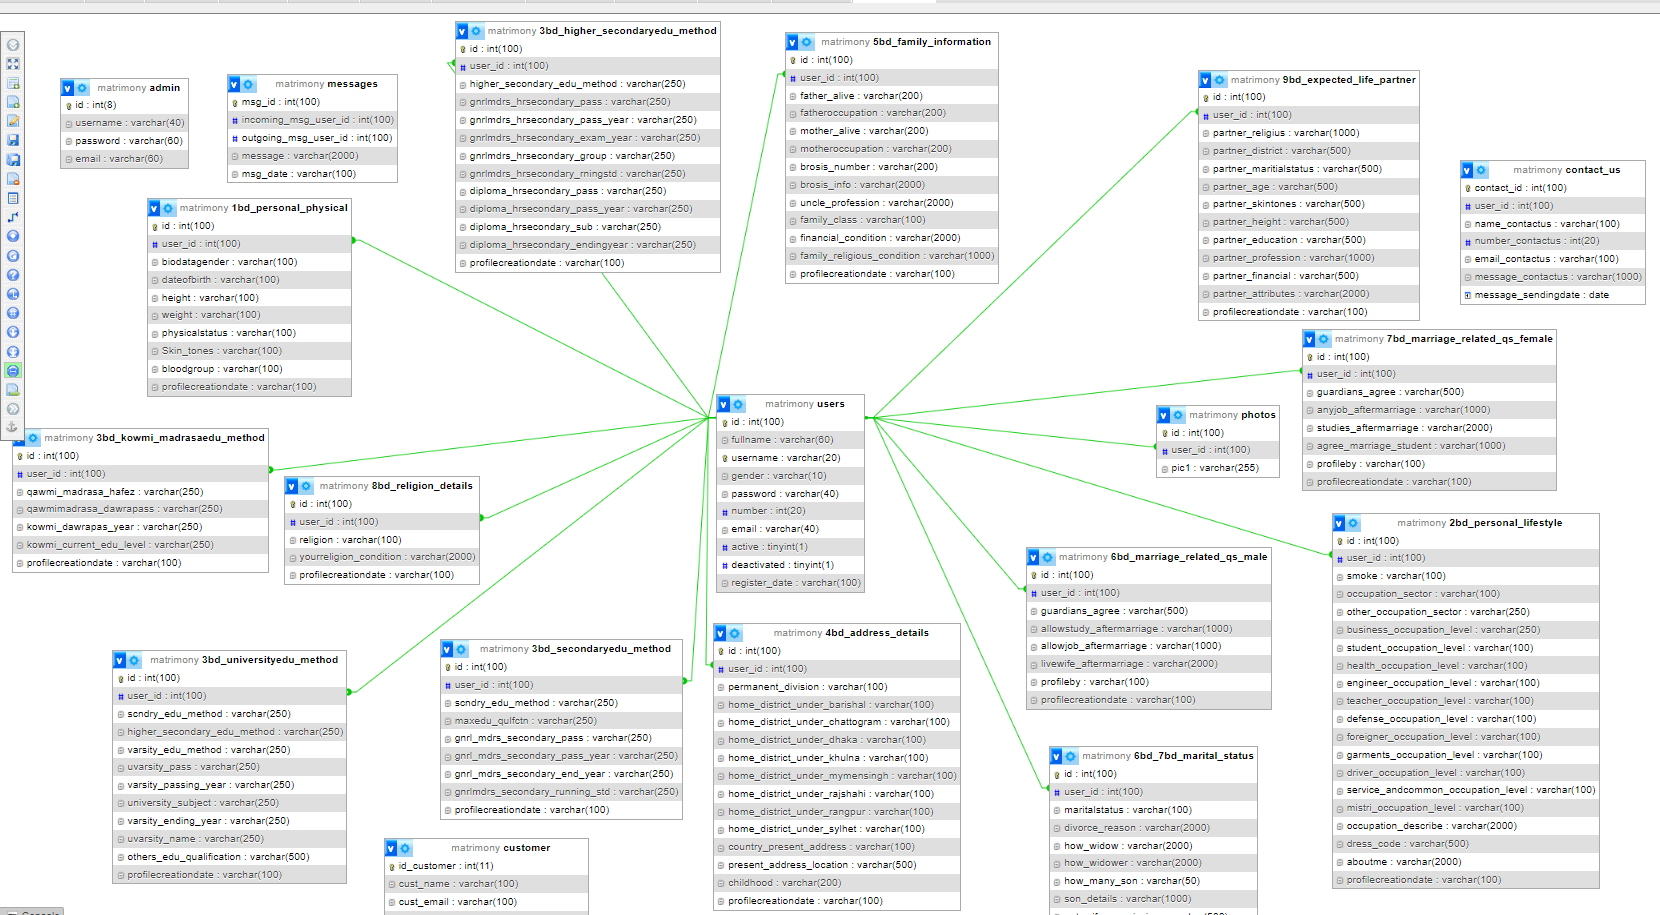 matrimony admin
id : int(8)
username : varchar(40)
password : varchar(60)
email : varchar(60)
matrimony messages
msg_id : int(100)
incoming_msg_user_id : int(100)
outgoing_msg_user_id : int(100)
message : varchar(2000)
msg_date : varchar(100)
matrimony 3bd_higher_secondaryedu_method
id : int(100)
user_id : int(100)
higher_secondary_edu_method : varchar(250)
gnrlmdrs_hrsecondary_pass : varchar(250)
gnrlmdrs_hrsecondary_pass_year : varchar(250)
gnrlmdrs_hrsecondary_exam_year : varchar(250)
gnrlmdrs_hrsecondary_group : varchar(250)
gnrlmdrs_hrsecondary_rningstd : varchar(250)
diploma_hrsecondary_pass : varchar(250)
diploma_hrsecondary_pass_year : varchar(250)
diploma_hrsecondary_sub : varchar(250)
diploma_hrsecondary_endingyear : varchar(250)
profilecreationdate : varchar(100)
matrimony 5bd_family_information
id : int(100)
user_id : int(100)
father_alive : varchar(200)
fatheroccupation : varchar(200)
mother_alive : varchar(200)
motheroccupation : varchar(200)
brosis_number : varchar(200)
brosis_info : varchar(2000)
uncle_profession : varchar(2000)
family_class : varchar(100)
financial_condition : varchar(2000)
family_religious_condition : varchar(1000)
profilecreationdate : varchar(100)
matrimony 9bd_expected_life_partner
id : int(100)
user_id : int(100)
partner_religius : varchar(1000)
partner_district : varchar(500)
partner_maritialstatus : varchar(500)
partner_age : varchar(500)
partner_skintones : varchar(500)
partner_height : varchar(500)
partner_education : varchar(500)
partner_profession : varchar(1000)
partner_financial : varchar(500)
partner_attributes : varchar(2000)
profilecreationdate : varchar(100)
matrimony contact_us
contact_id : int(100)
user_id : int(100)
name_contactus : varchar(100)
number_contactus : int(20)
email_contactus : varchar(100)
message_contactus : varchar(1000)
message_sendingdate : date
matrimony 1bd_personal_physical
id : int(100)
user_id : int(100)
biodatagender : varchar(100)
dateofbirth : varchar(100)
height : varchar(100)
weight : varchar(100)
physicalstatus : varchar(100)
Skin_tones : varchar(100)
bloodgroup : varchar(100)
profilecreationdate : varchar(100)
matrimony 7bd_marriage_related_qs_female
id : int(100)
user_id : int(100)
guardians_agree : varchar(500)
anyjob_aftermarriage : varchar(1000)
studies_aftermarriage : varchar(2000)
agree_marriage_student : varchar(1000)
profileby : varchar(100)
profilecreationdate : varchar(100)
matrimony users
id : int(100)
fullname : varchar(60)
username : varchar(20)
gender : varchar(10)
password : varchar(40)
number : int(20)
email : varchar(40)
active : tinyint(1)
deactivated : tinyint(1)
register_date : varchar(100)
matrimony photos
id : int(100)
user_id : int(100)
pic1 : varchar(255)
matrimony 3bd_kowmi_madrasaedu_method
id : int(100)
user_id : int(100)
qawmi_madrasa_hafez : varchar(250)
qawmimadrasa_dawrapass : varchar(250)
kowmi_dawrapas_year : varchar(250)
kowmi_current_edu_level : varchar(250)
profilecreationdate : varchar(100)
matrimony 8bd_religion_details
id : int(100)
user_id : int(100)
religion : varchar(100)
yourreligion_condition : varchar(2000)
profilecreationdate : varchar(100)
matrimony 2bd_personal_lifestyle
id : int(100)
user_id : int(100)
smoke : varchar(100)
occupation_sector : varchar(100)
other_occupation_sector : varchar(250)
business_occupation_level : varchar(250)
student_occupation_level : varchar(100)
health_occupation_level : varchar(100)
engineer_occupation_level : varchar(100)
teacher_occupation_level : varchar(100)
defense_occupation_level : varchar(100)
foreigner_occupation_level : varchar(100)
garments_occupation_level : varchar(100)
driver_occupation_level : varchar(100)
service_andcommon_occupation_level : varchar(100)
mistri_occupation_level : varchar(100)
occupation_describe : varchar(2000)
dress_code : varchar(500)
aboutme : varchar(2000)
profilecreationdate : varchar(100)
matrimony 6bd_marriage_related_qs_male
id : int(100)
user_id : int(100)
guardians_agree : varchar(500)
allowstudy_aftermarriage : varchar(1000)
allowjob_aftermarriage : varchar(1000)
livewife_aftermarriage : varchar(2000)
profileby : varchar(100)
profilecreationdate : varchar(100)
matrimony 3bd_universityedu_method
id : int(100)
user_id : int(100)
scndry_edu_method : varchar(250)
higher_secondary_edu_method : varchar(250)
varsity_edu_method : varchar(250)
uvarsity_pass : varchar(250)
varsity_passing_year : varchar(250)
university_subject : varchar(250)
varsity_ending_year : varchar(250)
uvarsity_name : varchar(250)
others_edu_qualification : varchar(500)
profilecreationdate : varchar(100)
matrimony 3bd_secondaryedu_method
id : int(100)
user_id : int(100)
scndry_edu_method : varchar(250)
maxedu_qulfctn : varchar(250)
gnrl_mdrs_secondary_pass : varchar(250)
gnrl_mdrs_secondary_pass_year : varchar(250)
gnrl_mdrs_secondary_end_year : varchar(250)
gnrlmdrs_secondary_running_std : varchar(250)
profilecreationdate : varchar(100)
matrimony 4bd_address_details
id : int(100)
user_id : int(100)
permanent_division : varchar(100)
home_district_under_barishal : varchar(100)
home_district_under_chattogram : varchar(100)
home_district_under_dhaka : varchar(100)
home_district_under_khulna : varchar(100)
home_district_under_mymensingh : varchar(100)
home_district_under_rajshahi : varchar(100)
home_district_under_rangpur : varchar(100)
home_district_under_sylhet : varchar(100)
country_present_address : varchar(100)
present_address_location : varchar(500)
childhood : varchar(200)
profilecreationdate : varchar(100)
matrimony 6bd_7bd_marital_status
id : int(100)
user_id : int(100)
maritalstatus : varchar(100)
divorce_reason : varchar(2000)
how_widow : varchar(2000)
how_widower : varchar(2000)
how_many_son : varchar(50)
son_details : varchar(1000)
matrimony customer
id_customer : int(11)
cust_name : varchar(100)
cust_email : varchar(100)